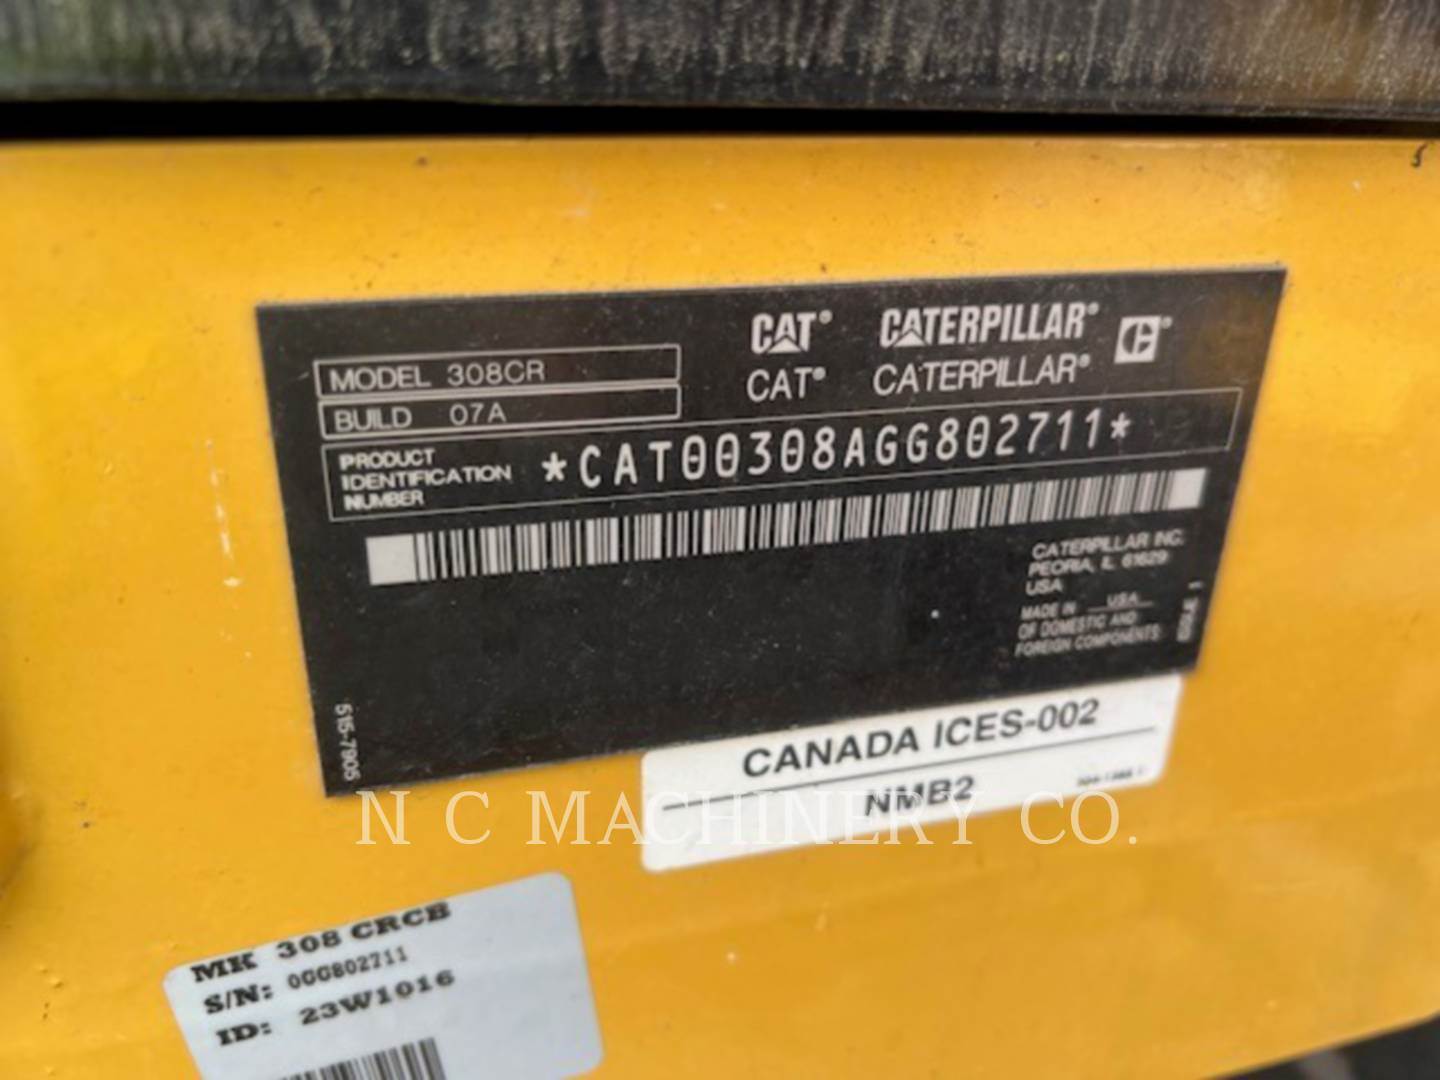 CAT® CATERPILLAR®
CAT® CATERPILLAR®
MODEL 308CR
BUILD 07A
PRODUCT
IDENTIFICATION
NUMBER
*CAT00308AGG802711*
CATERPILLAR INC.
PEORIA, IL 61629
USA
MADE IN USA
OF DOMESTIC AND
FOREIGN COMPONENTS
515-7905
CANADA ICES-002
NMB2
N C MACHINERY CO.
MK 308 CRCB
S/N: 0GG802711
ID: 23W1016